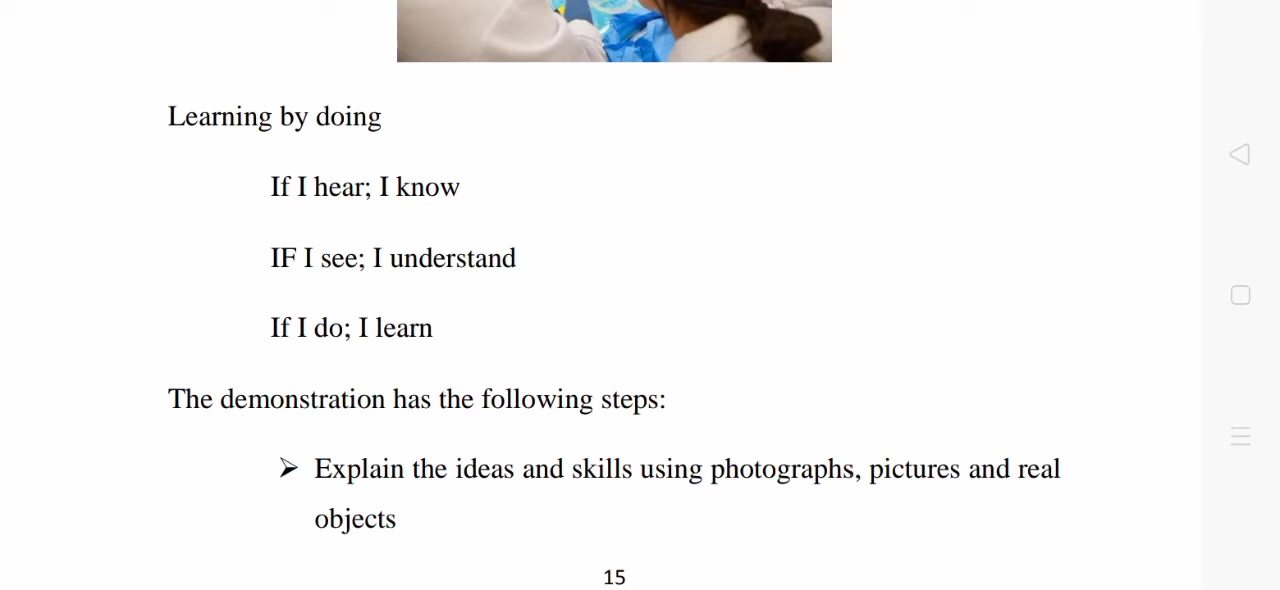 Learning by doing
If I hear; I know
IF I see; I understand
If I do; I learn
The demonstration has the following steps:
➢ Explain the ideas and skills using photographs, pictures and real
objects
15